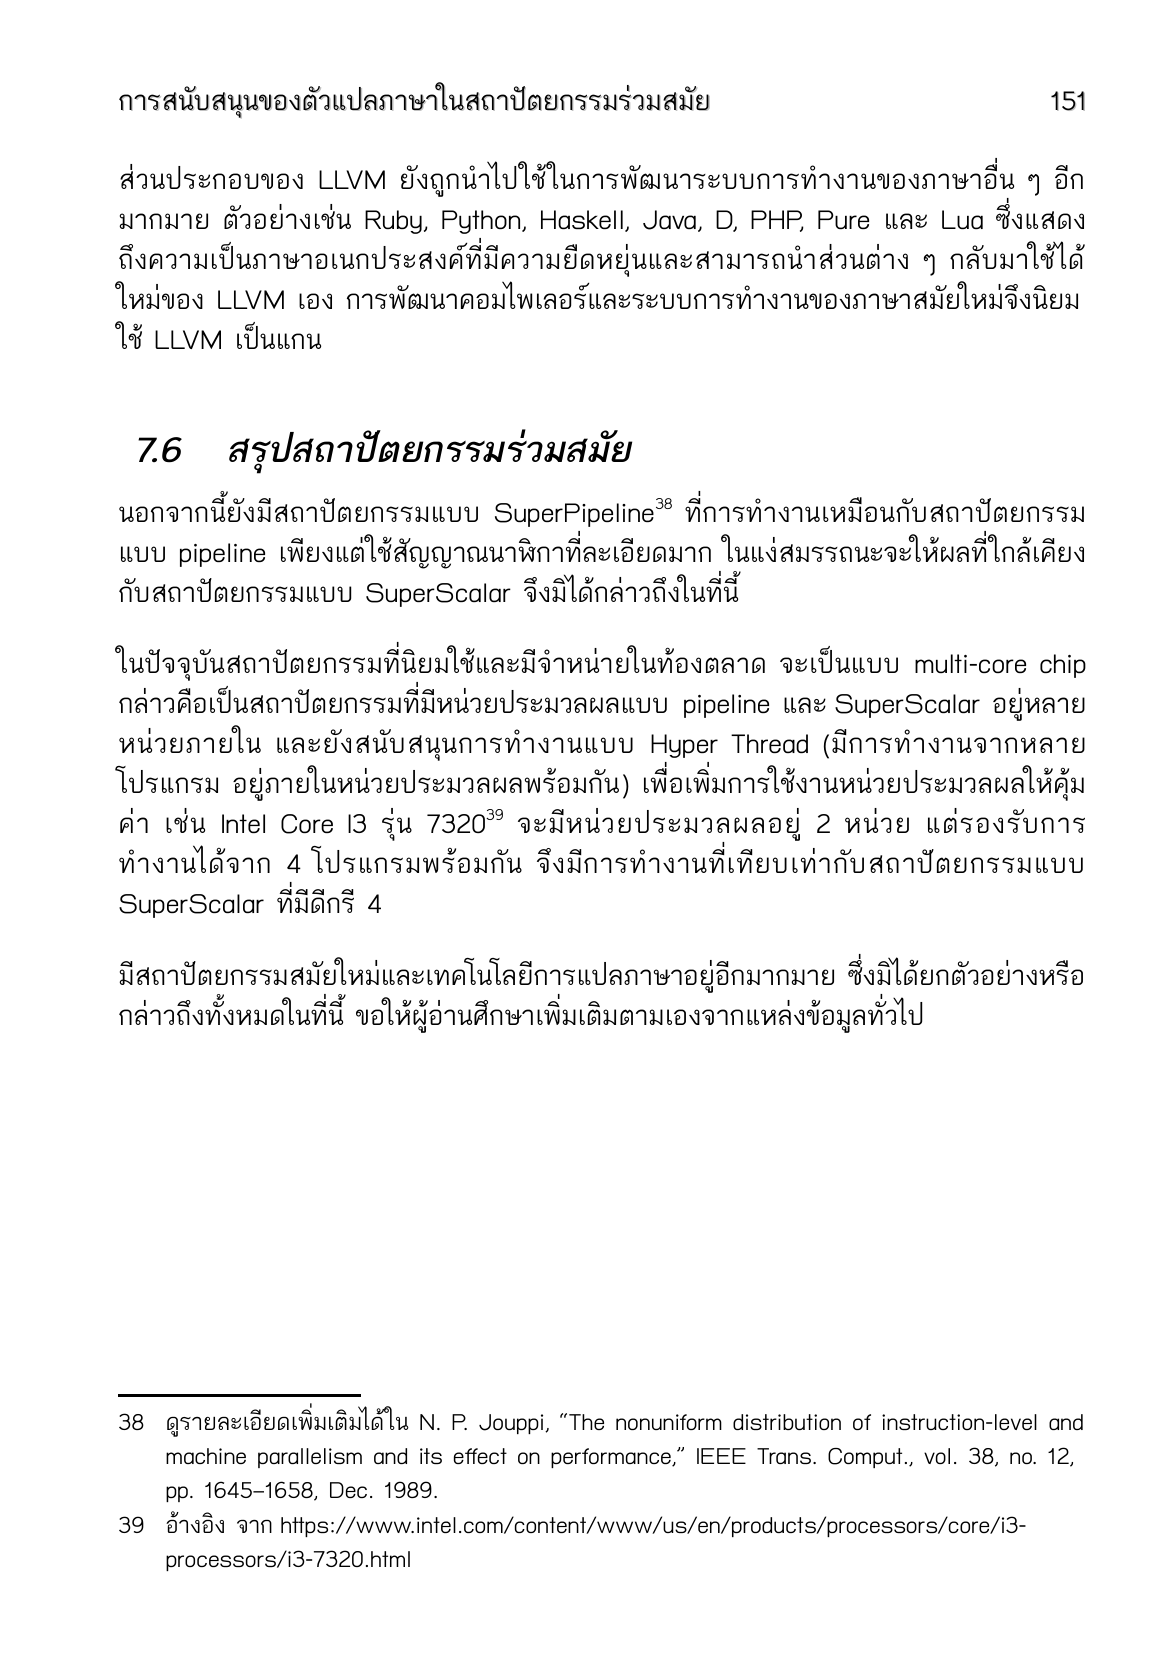 การสนับสนุนของตัวแปลภาษาในสถาปัตยกรรมร่วมสมัย 151
ส่วนประกอบของ LLVM ยังถูกนำไปใช้ในการพัฒนาระบบการทำงานของภาษาอื่น ๆ อีก
มากมาย ตัวอย่างเช่น Ruby, Python, Haskell, Java, D, PHP, Pure และ Lua ซึ่งแสดง
ถึงความเป็นภาษาอเนกประสงค์ที่มีความยืดหยุ่นและสามารถนำส่วนต่าง ๆ กลับมาใช้ได้
ใหม่ของ LLVM เอง การพัฒนาคอมไพเลอร์และระบบการทำงานของภาษาสมัยใหม่จึงนิยม
ใช้ LLVM เป็นแกน
7.6 สรุปสถาปัตยกรรมร่วมสมัย
นอกจากนี้ยังมีสถาปัตยกรรมแบบ SuperPipeline38 ที่การทำงานเหมือนกับสถาปัตยกรรม
แบบ pipeline เพียงแต่ใช้สัญญาณนาฬิกาที่ละเอียดมาก ในแง่สมรรถนะจะให้ผลที่ใกล้เคียง
กับสถาปัตยกรรมแบบ SuperScalar จึงมิได้กล่าวถึงในที่นี้
ในปัจจุบันสถาปัตยกรรมที่นิยมใช้และมีจำหน่ายในท้องตลาด จะเป็นแบบ multi-core chip
กล่าวคือเป็นสถาปัตยกรรมที่มีหน่วยประมวลผลแบบ pipeline และ SuperScalar อยู่หลาย
หน่วยภายใน และยังสนับสนุนการทำงานแบบ Hyper Thread (มีการทำงานจากหลาย
โปรแกรม อยู่ภายในหน่วยประมวลผลพร้อมกัน) เพื่อเพิ่มการใช้งานหน่วยประมวลผลให้คุ้ม
ค่า เช่น Intel Core I3 รุ่น 732039 จะมีหน่วยประมวลผลอยู่ 2 หน่วย แต่รองรับการ
ทำงานได้จาก 4 โปรแกรมพร้อมกัน จึงมีการทำงานที่เทียบเท่ากับสถาปัตยกรรมแบบ
SuperScalar ที่มีดีกรี 4
มีสถาปัตยกรรมสมัยใหม่และเทคโนโลยีการแปลภาษาอยู่อีกมากมาย ซึ่งมิได้ยกตัวอย่างหรือ
กล่าวถึงทั้งหมดในที่นี้ ขอให้ผู้อ่านศึกษาเพิ่มเติมตามเองจากแหล่งข้อมูลทั่วไป
38 ดูรายละเอียดเพิ่มเติมได้ใน N. P. Jouppi, “The nonuniform distribution of instruction-level and
machine parallelism and its effect on performance,” IEEE Trans. Comput., vol. 38, no. 12,
pp. 1645–1658, Dec. 1989.
39 อ้างอิง จาก https://www.intel.com/content/www/us/en/products/processors/core/i3-
processors/i3-7320.html